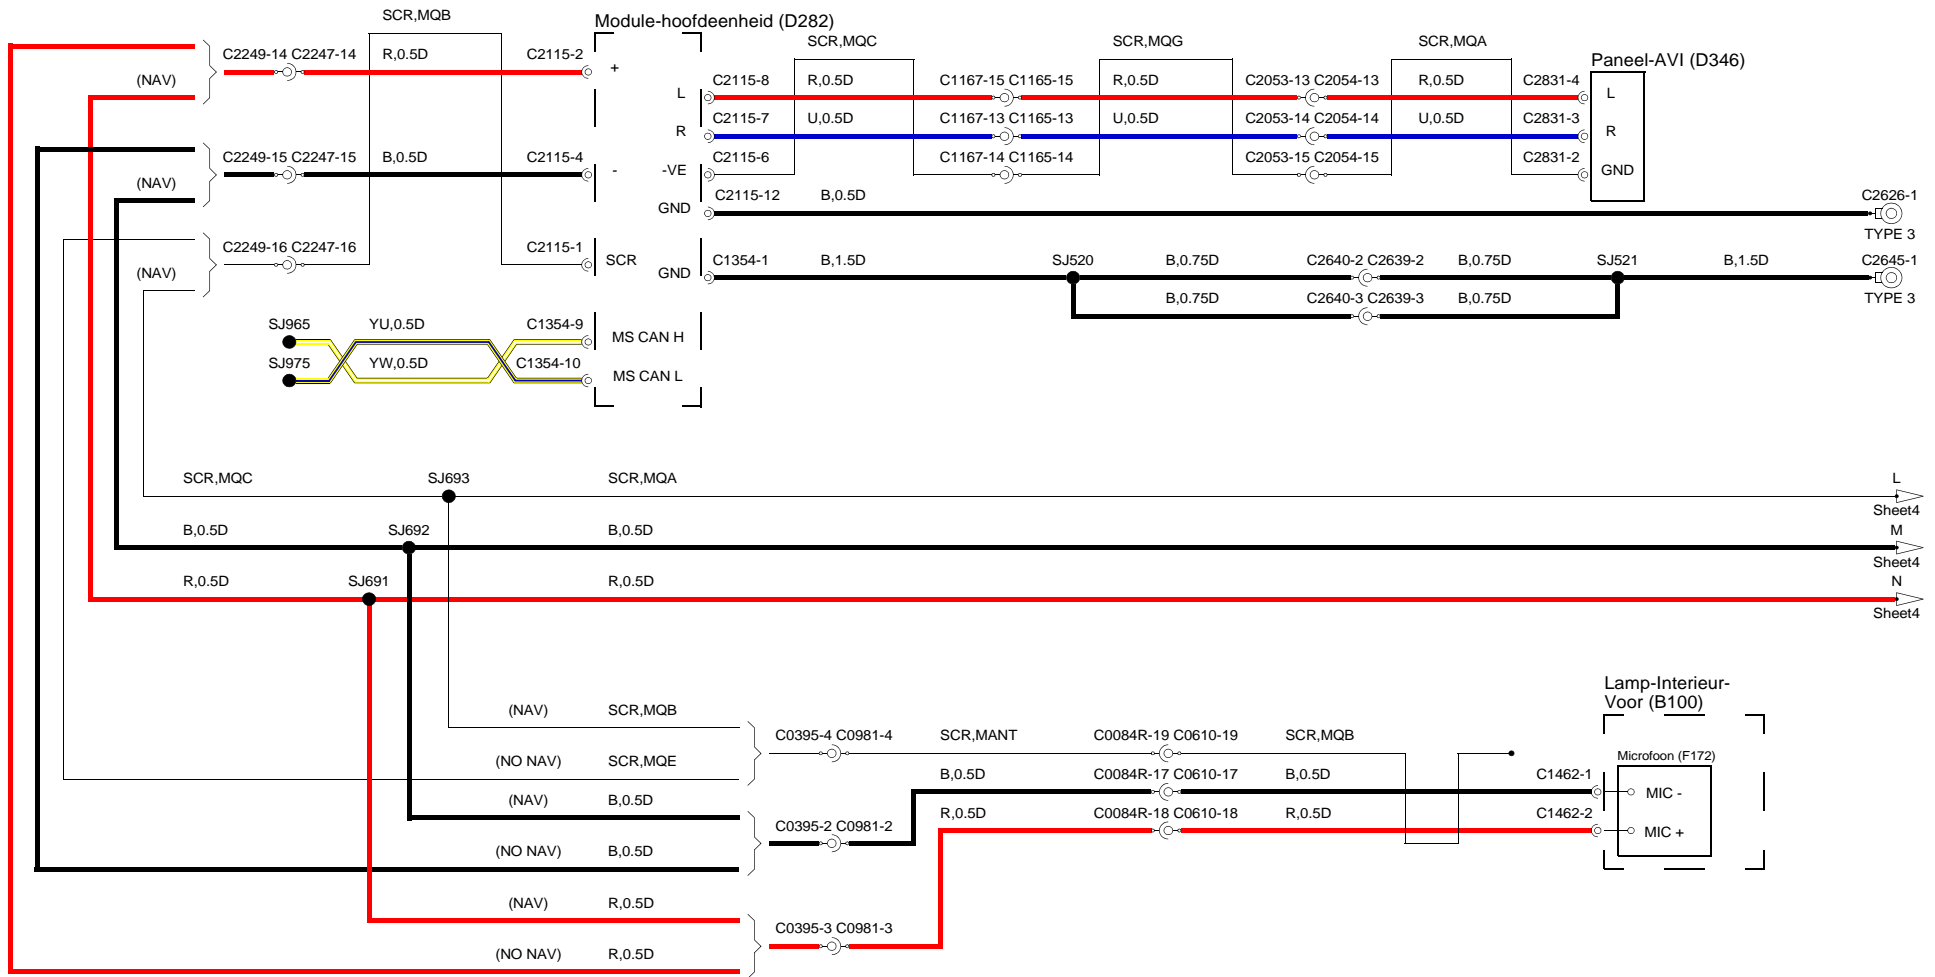 SCR,MQB
Module-hoofdeenheid (D282)
C2249-14 C2247-14
R,0.5D
C2115-2
+
(NAV)
SCR,MQC
SCR,MQG
SCR,MQA
Paneel-AVI (D346)
L
C2115-8
R,0.5D
C1167-15 C1165-15
R,0.5D
C2053-13 C2054-13
R,0.5D
C2831-4
L
R
C2115-7
U,0.5D
C1167-13 C1165-13
U,0.5D
C2053-14 C2054-14
U,0.5D
C2831-3
R
C2249-15 C2247-15
B,0.5D
C2115-4
-
-VE
C2115-6
C1167-14 C1165-14
C2053-15 C2054-15
C2831-2
GND
(NAV)
GND
C2115-12
B,0.5D
C2626-1
TYPE 3
C2249-16 C2247-16
C2115-1
SCR
(NAV)
GND
C1354-1
B,1.5D
SJ520
B,0.75D
C2640-2 C2639-2
B,0.75D
SJ521
B,1.5D
C2645-1
TYPE 3
B,0.75D
C2640-3 C2639-3
B,0.75D
SJ965
YU,0.5D
C1354-9
MS CAN H
SJ975
YW,0.5D
C1354-10
MS CAN L
SCR,MQC
SJ693
SCR,MQA
L
Sheet4
B,0.5D
SJ692
B,0.5D
M
Sheet4
R,0.5D
SJ691
R,0.5D
N
Sheet4
Lamp-Interieur-
Voor (B100)
(NAV)
SCR,MQB
C0395-4 C0981-4
SCR,MANT
C0084R-19 C0610-19
SCR,MQB
Microfoon (F172)
(NO NAV)
SCR,MQE
B,0.5D
C0084R-17 C0610-17
B,0.5D
C1462-1
MIC -
(NAV)
B,0.5D
C0395-2 C0981-2
R,0.5D
C0084R-18 C0610-18
R,0.5D
C1462-2
MIC +
(NO NAV)
B,0.5D
(NAV)
R,0.5D
C0395-3 C0981-3
(NO NAV)
R,0.5D